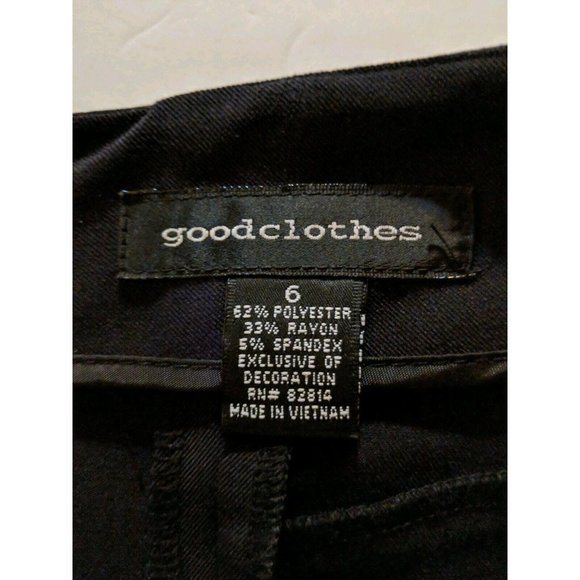 goodclothes
6
62% POLYESTER
33% RAYON
5% SPANDEX
EXCLUSIVE OF
DECORATION
RN# 82814
MADE IN VIETNAM